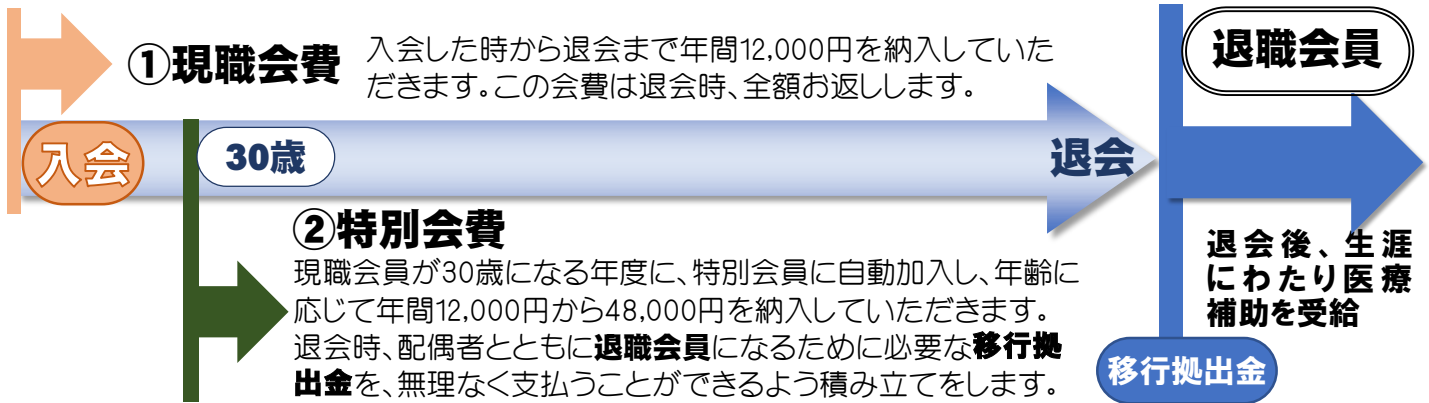 ①現職会費
入会した時から退会まで年間12,000円を納入していた
だきます。この会費は退会時、全額お返しします。
退職会員
入会
30歳
退会
②特別会費
現職会員が30歳になる年度に、特別会員に自動加入し、年齢に
応じて年間12,000円から48,000円を納入していただきます。
退会時、配偶者とともに退職会員になるために必要な移行拠
出金を、無理なく支払うことができるよう積み立てをします。
退会後、生涯
にわたり医療
補助を受給
移行拠出金